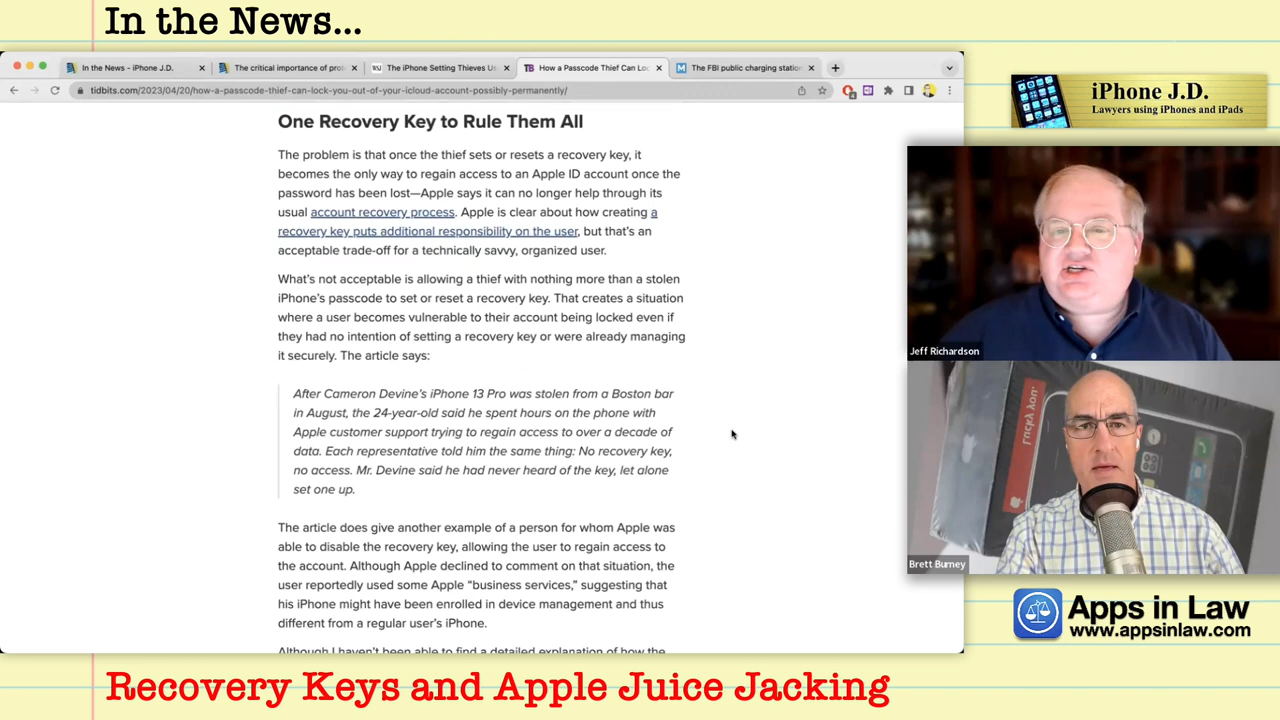 In the News...
In the News - iPhone J.D.
The critical importance of prot
The iPhone Setting Thieves Us
How a Passcode Thief Can Loc
The FBI public charging station
tidbits.com/2023/04/20/how-a-passcode-thief-can-lock-you-out-of-your-icloud-account-possibly-permanently/
One Recovery Key to Rule Them All
The problem is that once the thief sets or resets a recovery key, it
becomes the only way to regain access to an Apple ID account once the
password has been lost—Apple says it can no longer help through its
usual account recovery process. Apple is clear about how creating a
recovery key puts additional responsibility on the user, but that's an
acceptable trade-off for a technically savvy, organized user.
What's not acceptable is allowing a thief with nothing more than a stolen
iPhone's passcode to set or reset a recovery key. That creates a situation
where a user becomes vulnerable to their account being locked even if
they had no intention of setting a recovery key or were already managing
it securely. The article says:
After Cameron Devine's iPhone 13 Pro was stolen from a Boston bar
in August, the 24-year-old said he spent hours on the phone with
Apple customer support trying to regain access to over a decade of
data. Each representative told him the same thing: No recovery key,
no access. Mr. Devine said he had never heard of the key, let alone
set one up.
The article does give another example of a person for whom Apple was
able to disable the recovery key, allowing the user to regain access to
the account. Although Apple declined to comment on that situation, the
user reportedly used some Apple "business services," suggesting that
his iPhone might have been enrolled in device management and thus
different from a regular user's iPhone.
Although I haven't been able to find a detailed explanation of how the
iPhone J.D.
Lawyers using iPhones and iPads
Jeff Richardson
Brett Burney
Apps in Law
www.appsinlaw.com
Recovery Keys and Apple Juice Jacking